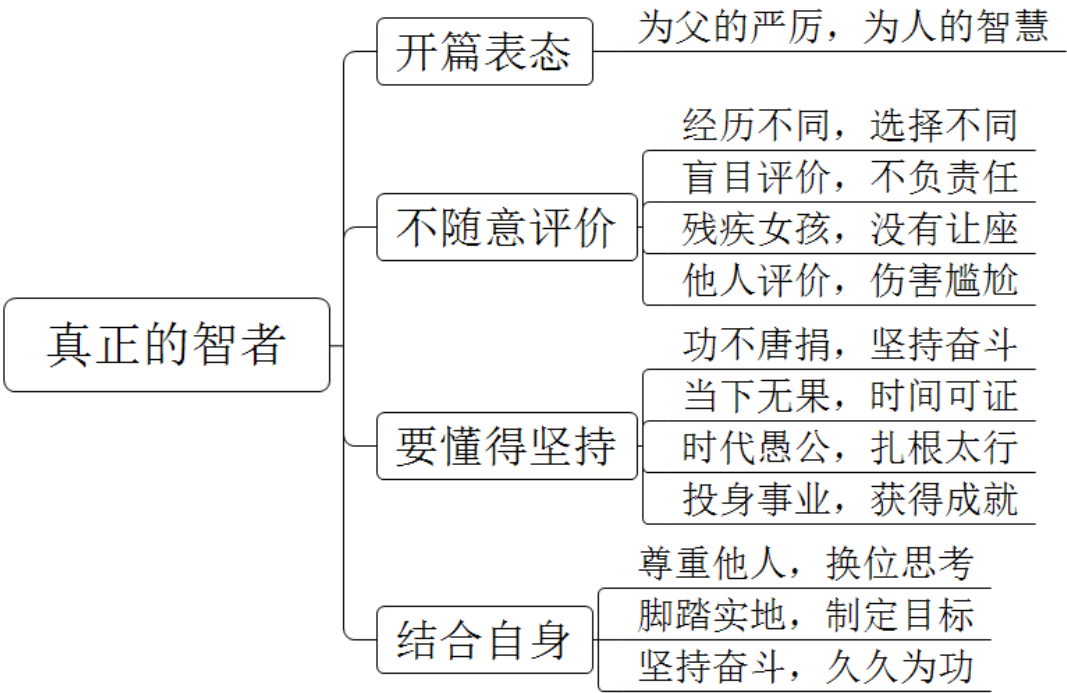 真正的智者
开篇表态
为父的严厉，为人的智慧
不随意评价
经历不同，选择不同
盲目评价，不负责任
残疾女孩，没有让座
他人评价，伤害尴尬
要懂得坚持
功不唐捐，坚持奋斗
当下无果，时间可证
时代愚公，扎根太行
投身事业，获得成就
结合自身
尊重他人，换位思考
脚踏实地，制定目标
坚持奋斗，久久为功